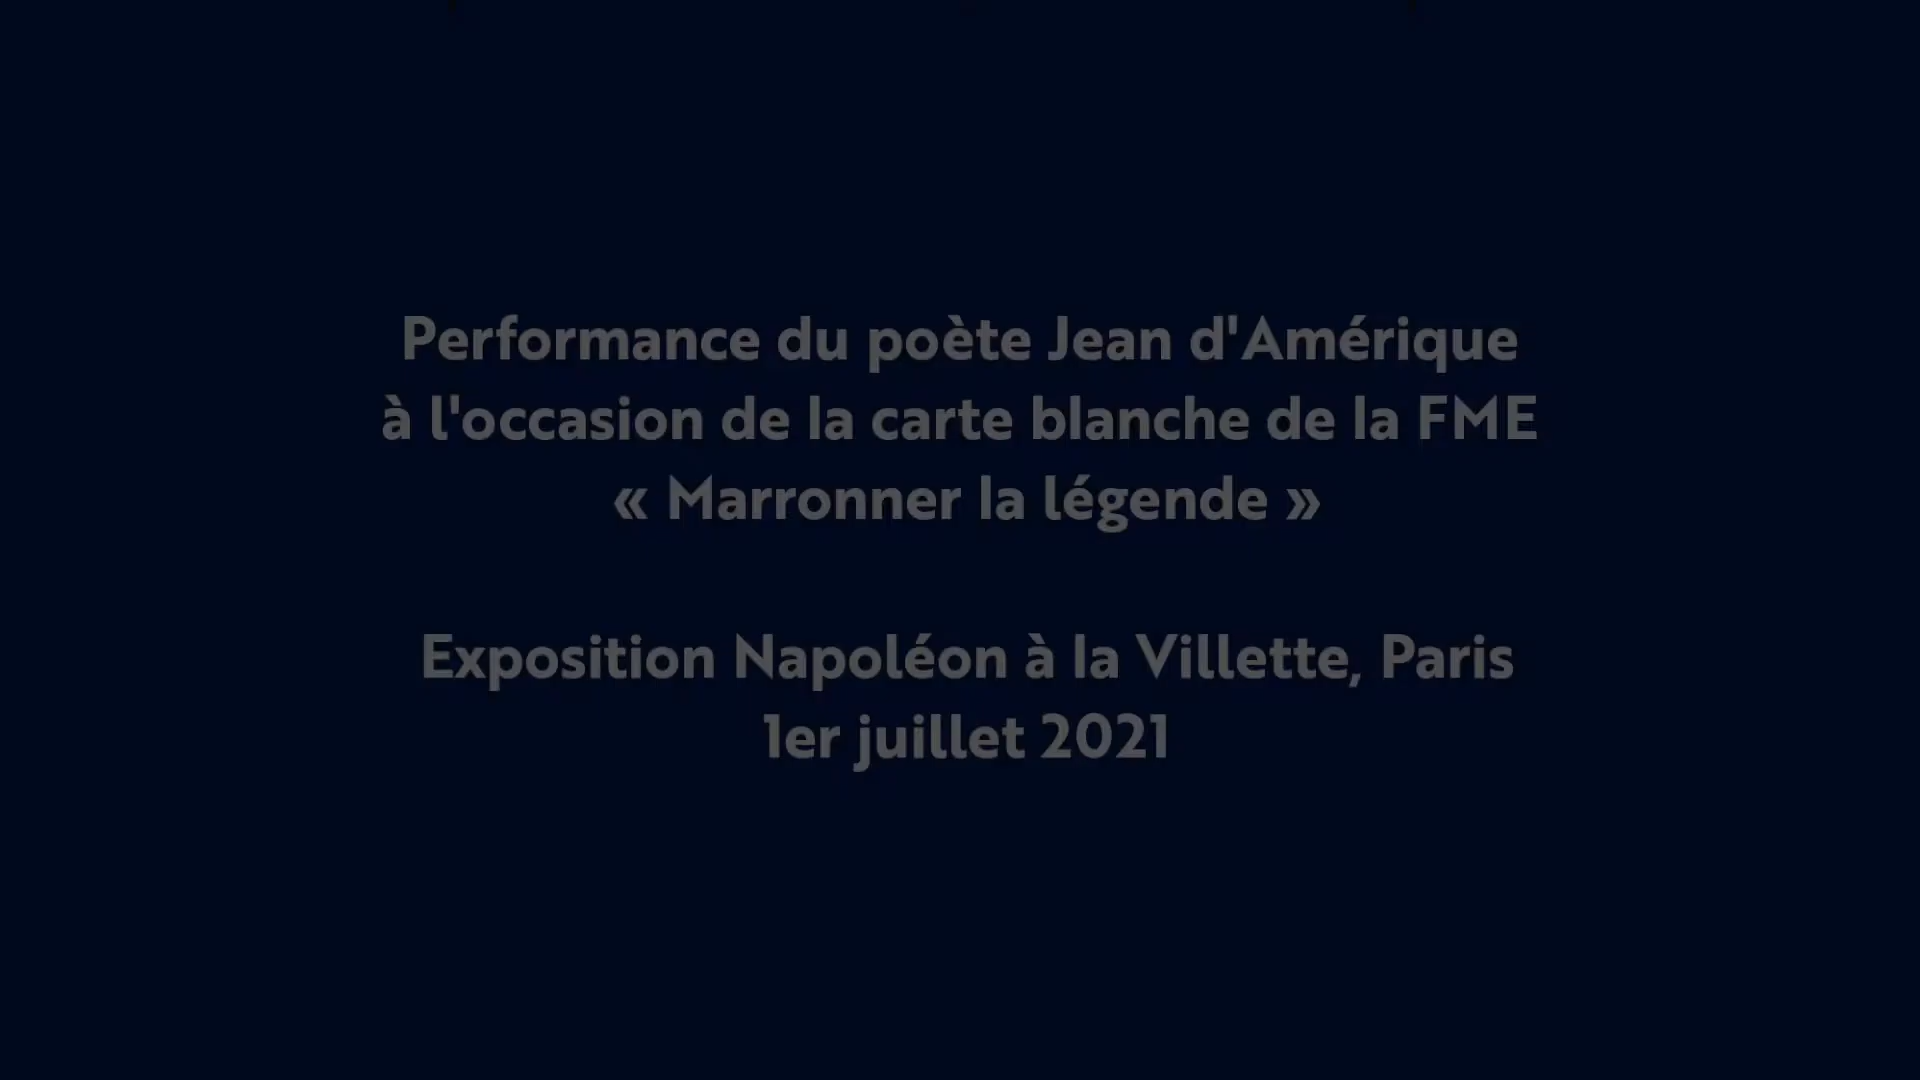 Performance du poète Jean d'Amérique
à l'occasion de la carte blanche de la FME
« Marronner la légende »
Exposition Napoléon à la Villette, Paris
1er juillet 2021